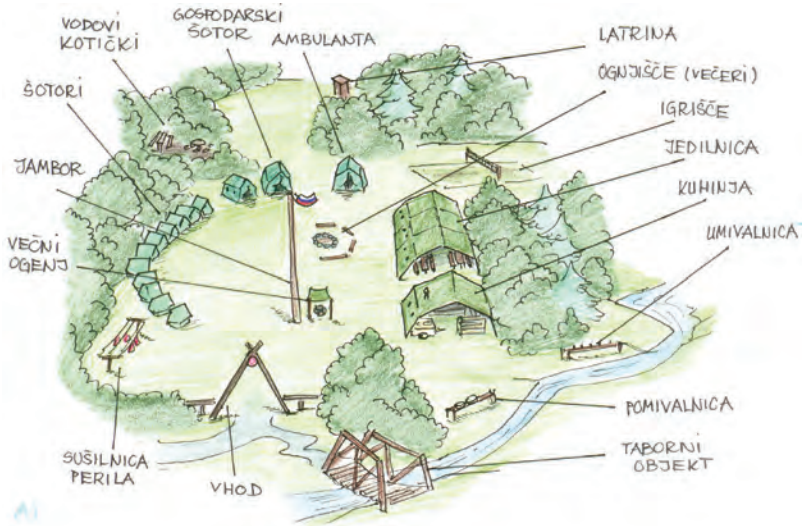 VODOVI
KOTIČKI
GOSPODARSKI
ŠOTOR
AMBULANTA
LATRINA
OGNJIŠČE (VEČERI)
IGRIŠČE
JEDILNICA
KUHINJA
UMIVALNICA
ŠOTORI
JAMBOR
VEČNI
OGENJ
SUŠILNICA
PERILA
VHOD
POMIVALNICA
TABORNI
OBJEKT